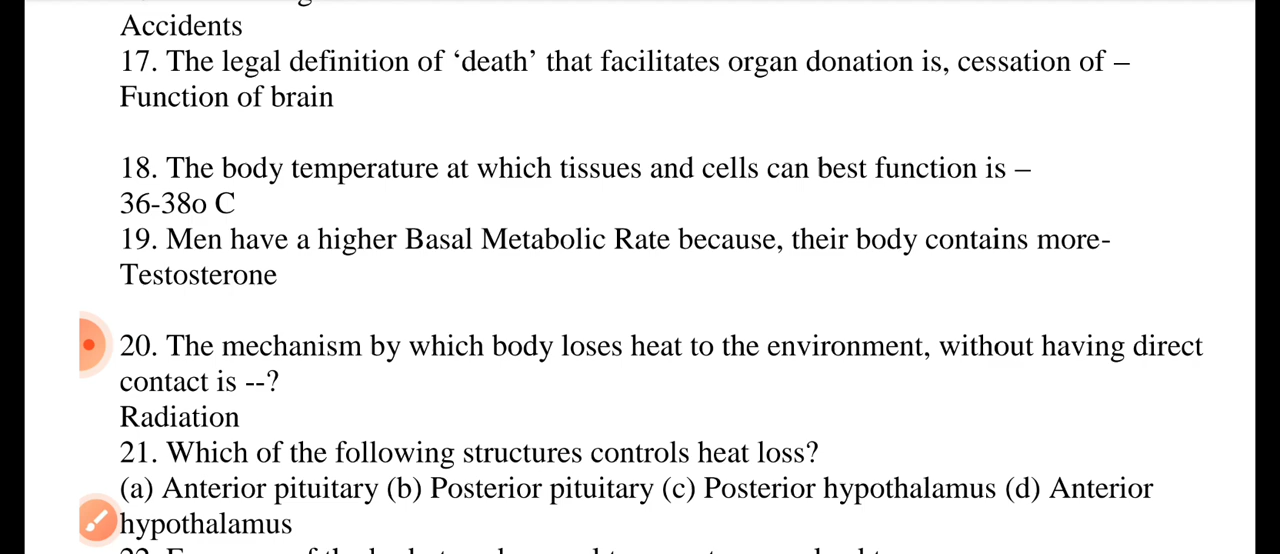 Accidents
17. The legal definition of ‘death’ that facilitates organ donation is, cessation of –
Function of brain
18. The body temperature at which tissues and cells can best function is –
36-38o C
19. Men have a higher Basal Metabolic Rate because, their body contains more-
Testosterone
20. The mechanism by which body loses heat to the environment, without having direct
contact is --?
Radiation
21. Which of the following structures controls heat loss?
(a) Anterior pituitary (b) Posterior pituitary (c) Posterior hypothalamus (d) Anterior
hypothalamus